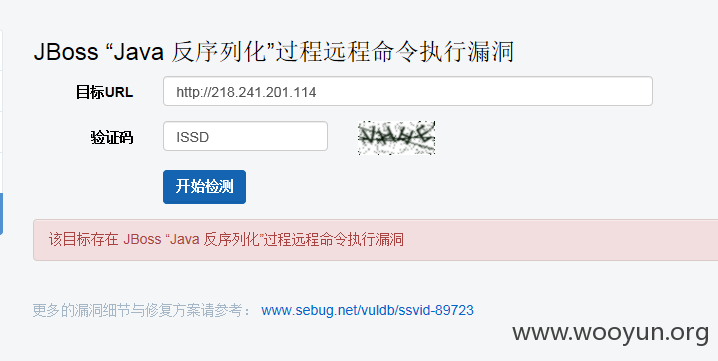 JBoss “Java 反序列化”过程远程命令执行漏洞
目标URL http://218.241.201.114
验证码 ISSD
开始检测
该目标存在 JBoss “Java 反序列化”过程远程命令执行漏洞
更多的漏洞细节与修复方案请参考： www.sebug.net/vuldb/ssvid-89723
www.wooyun.org